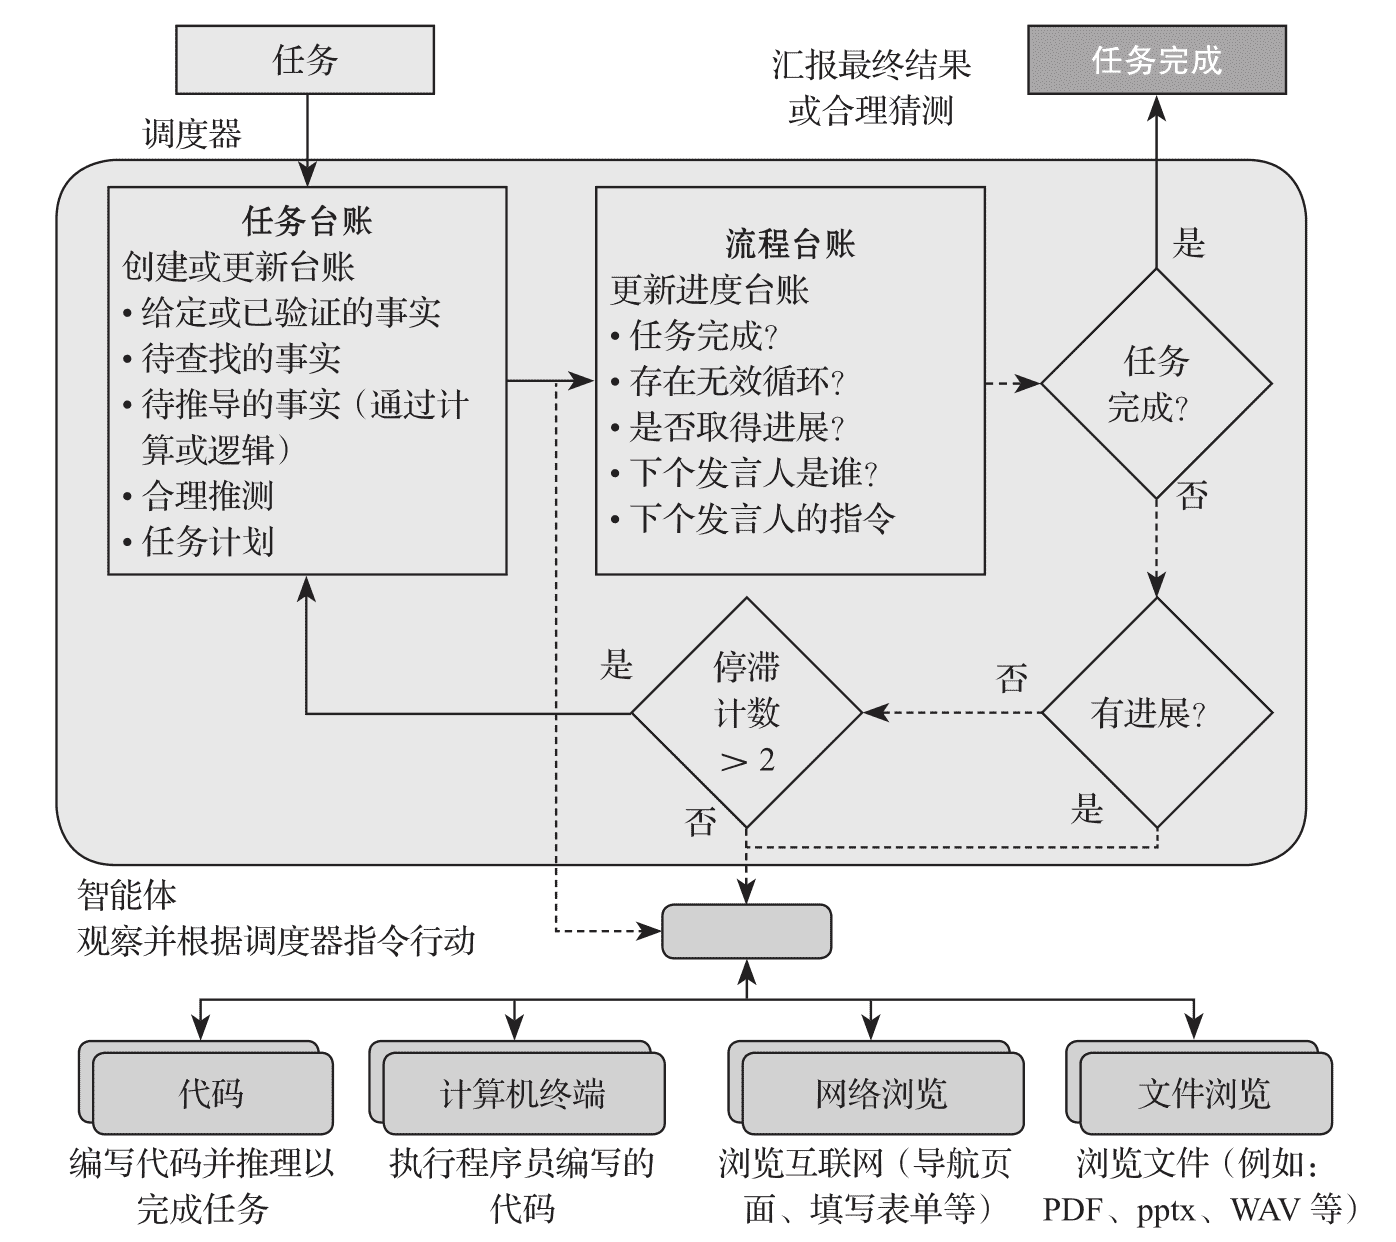 任务
汇报最终结果
或合理猜测
任务完成
调度器
任务台账
创建或更新台账
• 给定或已验证的事实
• 待查找的事实
• 待推导的事实（通过计
算或逻辑）
• 合理推测
• 任务计划
流程台账
更新进度台账
• 任务完成？
• 存在无效循环？
• 是否取得进展？
• 下个发言人是谁？
• 下个发言人的指令
是
任务
完成？
否
有进展？
否
是
停滞
计数
> 2
是
否
智能体
观察并根据调度器指令行动
代码
编写代码并推理以
完成任务
计算机终端
执行程序员编写的
代码
网络浏览
浏览互联网（导航页
面、填写表单等）
文件浏览
浏览文件（例如：
PDF、pptx、WAV 等）